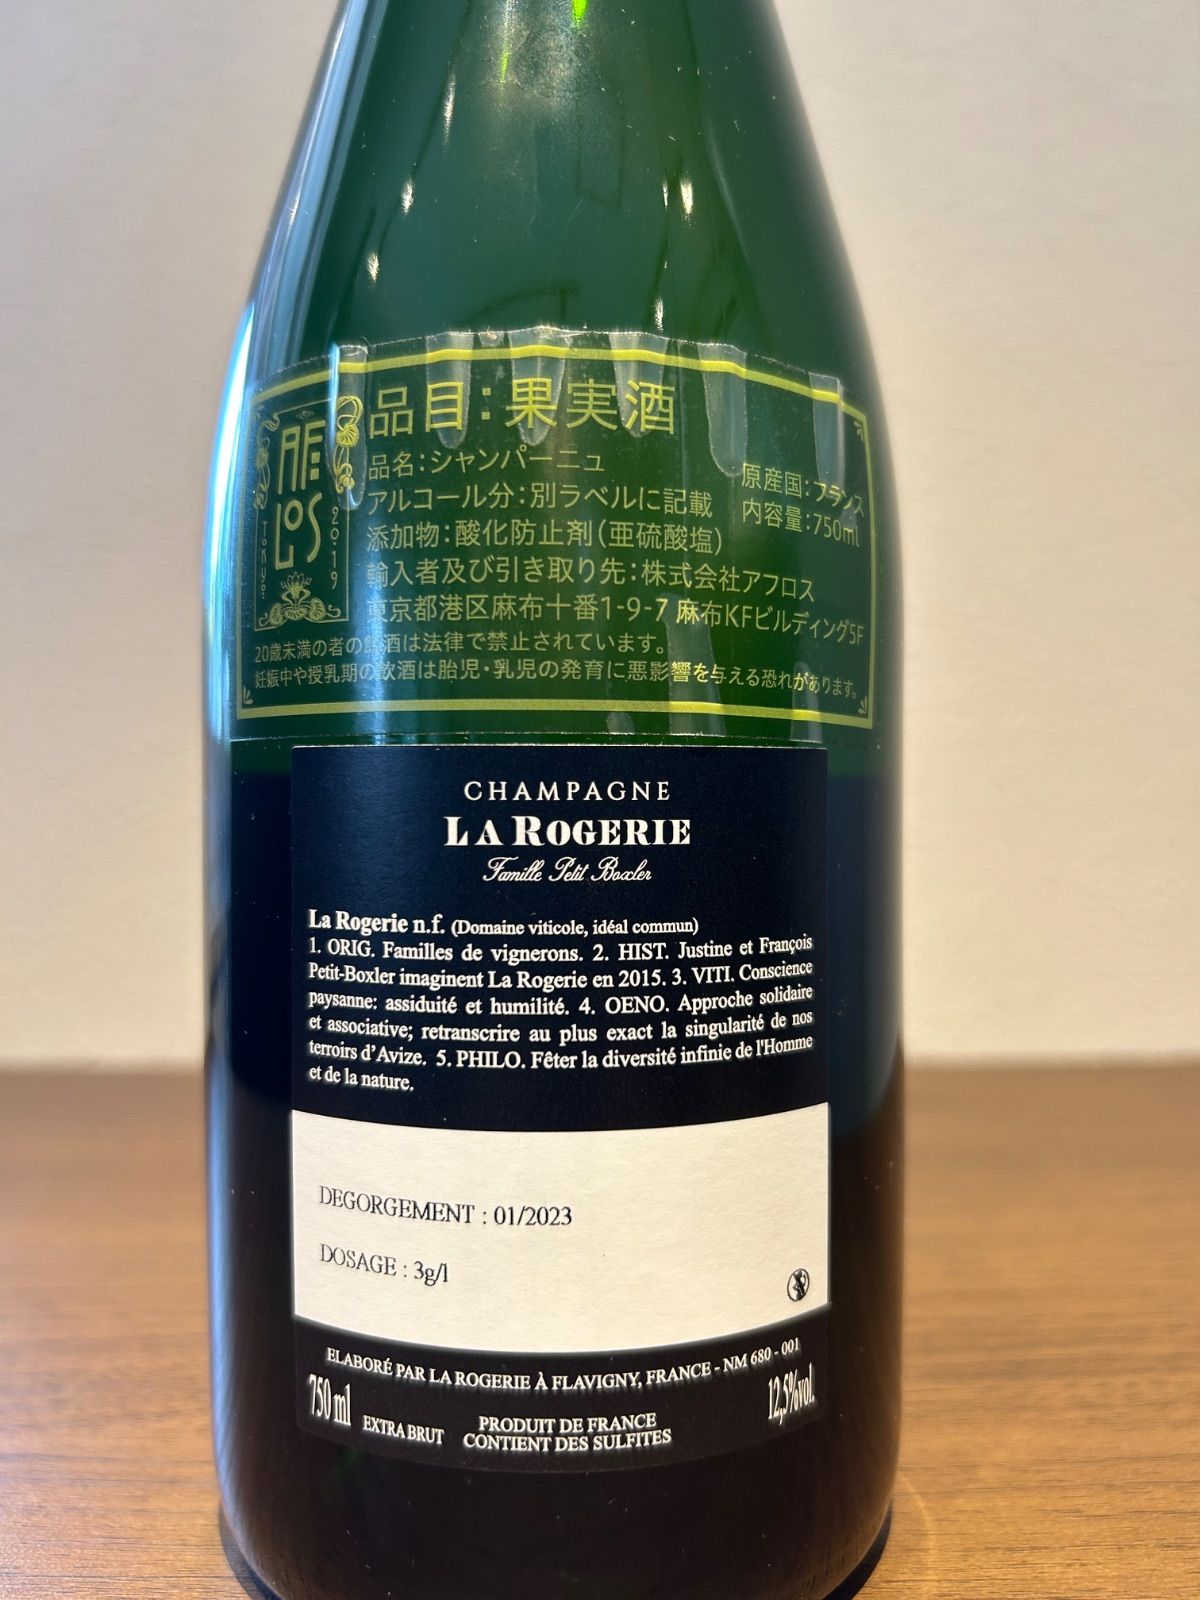 品目:果実酒
品名:シャンパーニュ
原産国:フランス
アルコール分:別ラベルに記載
内容量:750ml
添加物:酸化防止剤(亜硫酸塩)
輸入者及び引き取り先:株式会社アフロス
東京都港区麻布十番1-9-7 麻布KFビルディング5F
20歳未満の者の飲酒は法律で禁止されています。
妊娠中や授乳期の飲酒は胎児・乳児の発育に悪影響を与える恐れがあります。
LOS
Tokyo
2019
CHAMPAGNE
LA ROGERIE
Famille Petit Boxler
La Rogerie n.f. (Domaine viticole, idéal commun)
1. ORIG. Familles de vignerons. 2. HIST. Justine et François
Petit-Boxler imaginent La Rogerie en 2015. 3. VITI. Conscience
paysanne: assiduité et humilité. 4. OENO. Approche solidaire
et associative; retranscrire au plus exact la singularité de nos
terroirs d'Avize. 5. PHILO. Fêter la diversité infinie de l'Homme
et de la nature.
DEGORGEMENT : 01/2023
DOSAGE : 3g/l
ELABORÉ PAR LA ROGERIE À FLAVIGNY, FRANCE - NM 680 - 001
750 ml
EXTRA BRUT
PRODUIT DE FRANCE
CONTIENT DES SULFITES
12,5%vol.